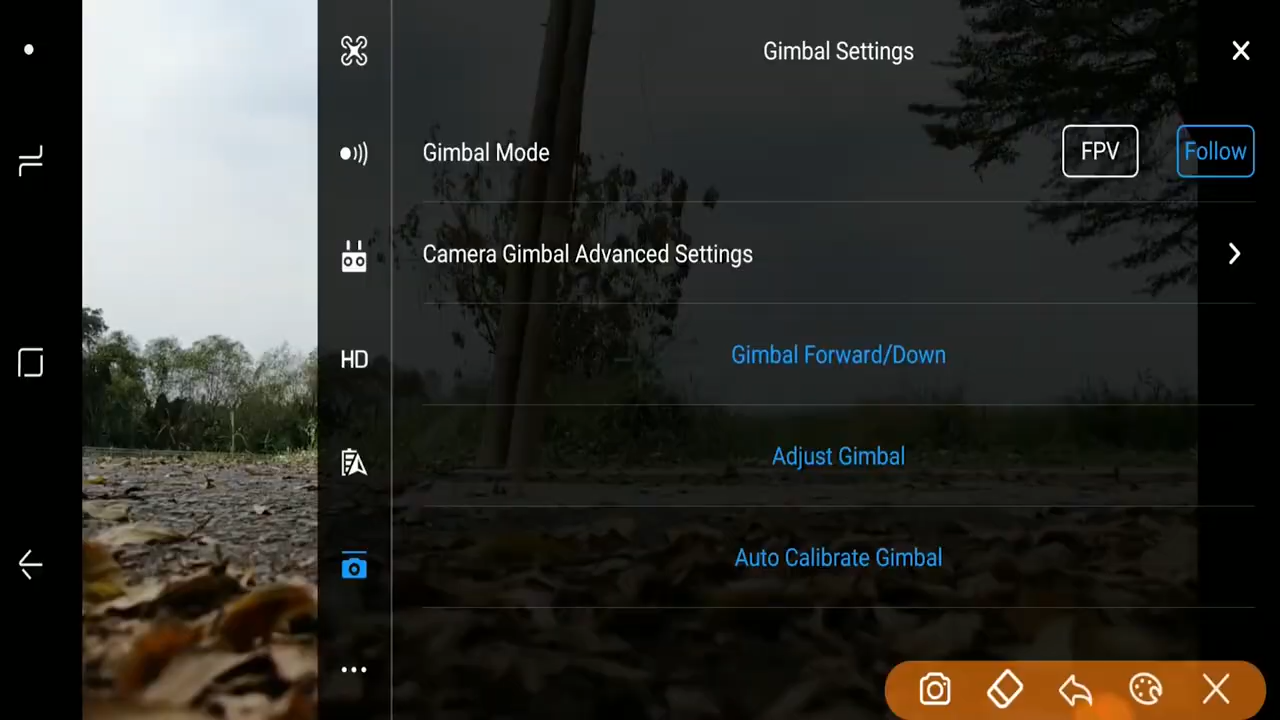 Gimbal Settings
Gimbal Mode
FPV
Follow
Camera Gimbal Advanced Settings
Gimbal Forward/Down
HD
Adjust Gimbal
Auto Calibrate Gimbal